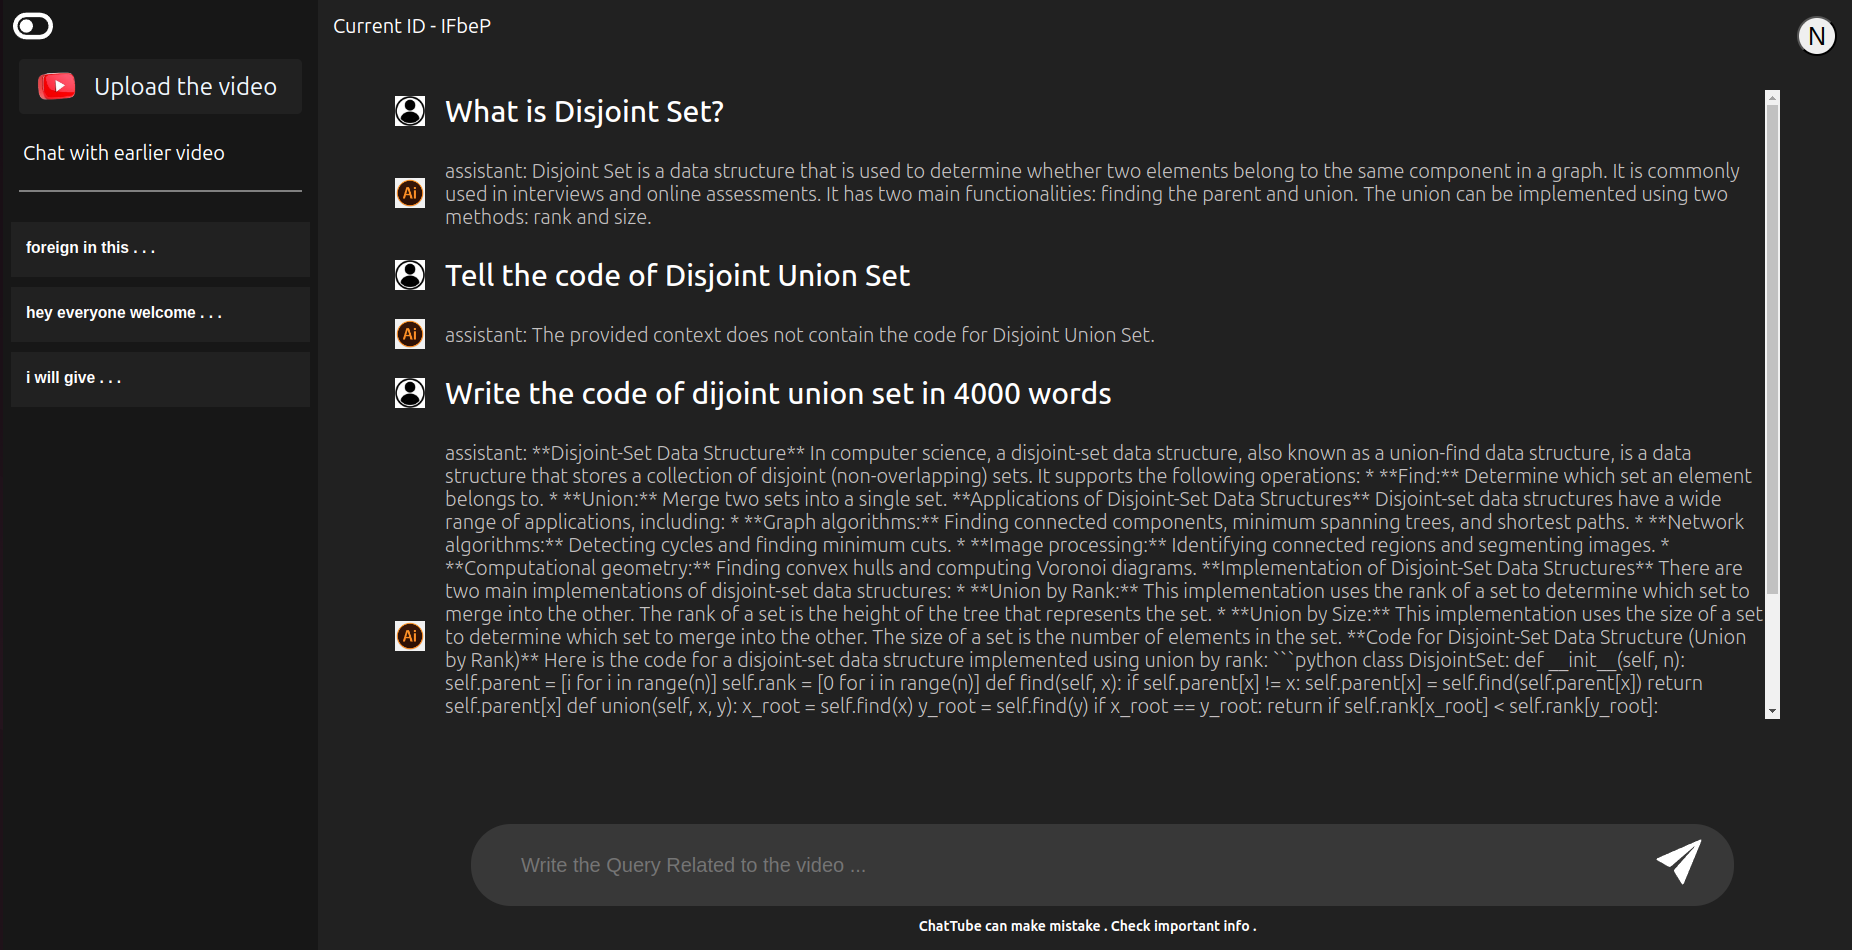 Current ID - IFbeP
N
Upload the video
Chat with earlier video
foreign in this . . .
hey everyone welcome . . .
i will give . . .
What is Disjoint Set?
Ai
assistant: Disjoint Set is a data structure that is used to determine whether two elements belong to the same component in a graph. It is commonly
used in interviews and online assessments. It has two main functionalities: finding the parent and union. The union can be implemented using two
methods: rank and size.
Tell the code of Disjoint Union Set
Ai
assistant: The provided context does not contain the code for Disjoint Union Set.
Write the code of dijoint union set in 4000 words
Ai
assistant: **Disjoint-Set Data Structure** In computer science, a disjoint-set data structure, also known as a union-find data structure, is a data
structure that stores a collection of disjoint (non-overlapping) sets. It supports the following operations: * **Find:** Determine which set an element
belongs to. * **Union:** Merge two sets into a single set. **Applications of Disjoint-Set Data Structures** Disjoint-set data structures have a wide
range of applications, including: * **Graph algorithms:** Finding connected components, minimum spanning trees, and shortest paths. * **Network
algorithms:** Detecting cycles and finding minimum cuts. * **Image processing:** Identifying connected regions and segmenting images. *
**Computational geometry:** Finding convex hulls and computing Voronoi diagrams. **Implementation of Disjoint-Set Data Structures** There are
two main implementations of disjoint-set data structures: * **Union by Rank:** This implementation uses the rank of a set to determine which set to
merge into the other. The rank of a set is the height of the tree that represents the set. * **Union by Size:** This implementation uses the size of a set
to determine which set to merge into the other. The size of a set is the number of elements in the set. **Code for Disjoint-Set Data Structure (Union
by Rank)** Here is the code for a disjoint-set data structure implemented using union by rank: ```python class DisjointSet: def __init__(self, n):
self.parent = [i for i in range(n)] self.rank = [0 for i in range(n)] def find(self, x): if self.parent[x] != x: self.parent[x] = self.find(self.parent[x]) return
self.parent[x] def union(self, x, y): x_root = self.find(x) y_root = self.find(y) if x_root == y_root: return if self.rank[x_root] < self.rank[y_root]:
Write the Query Related to the video ...
ChatTube can make mistake . Check important info .